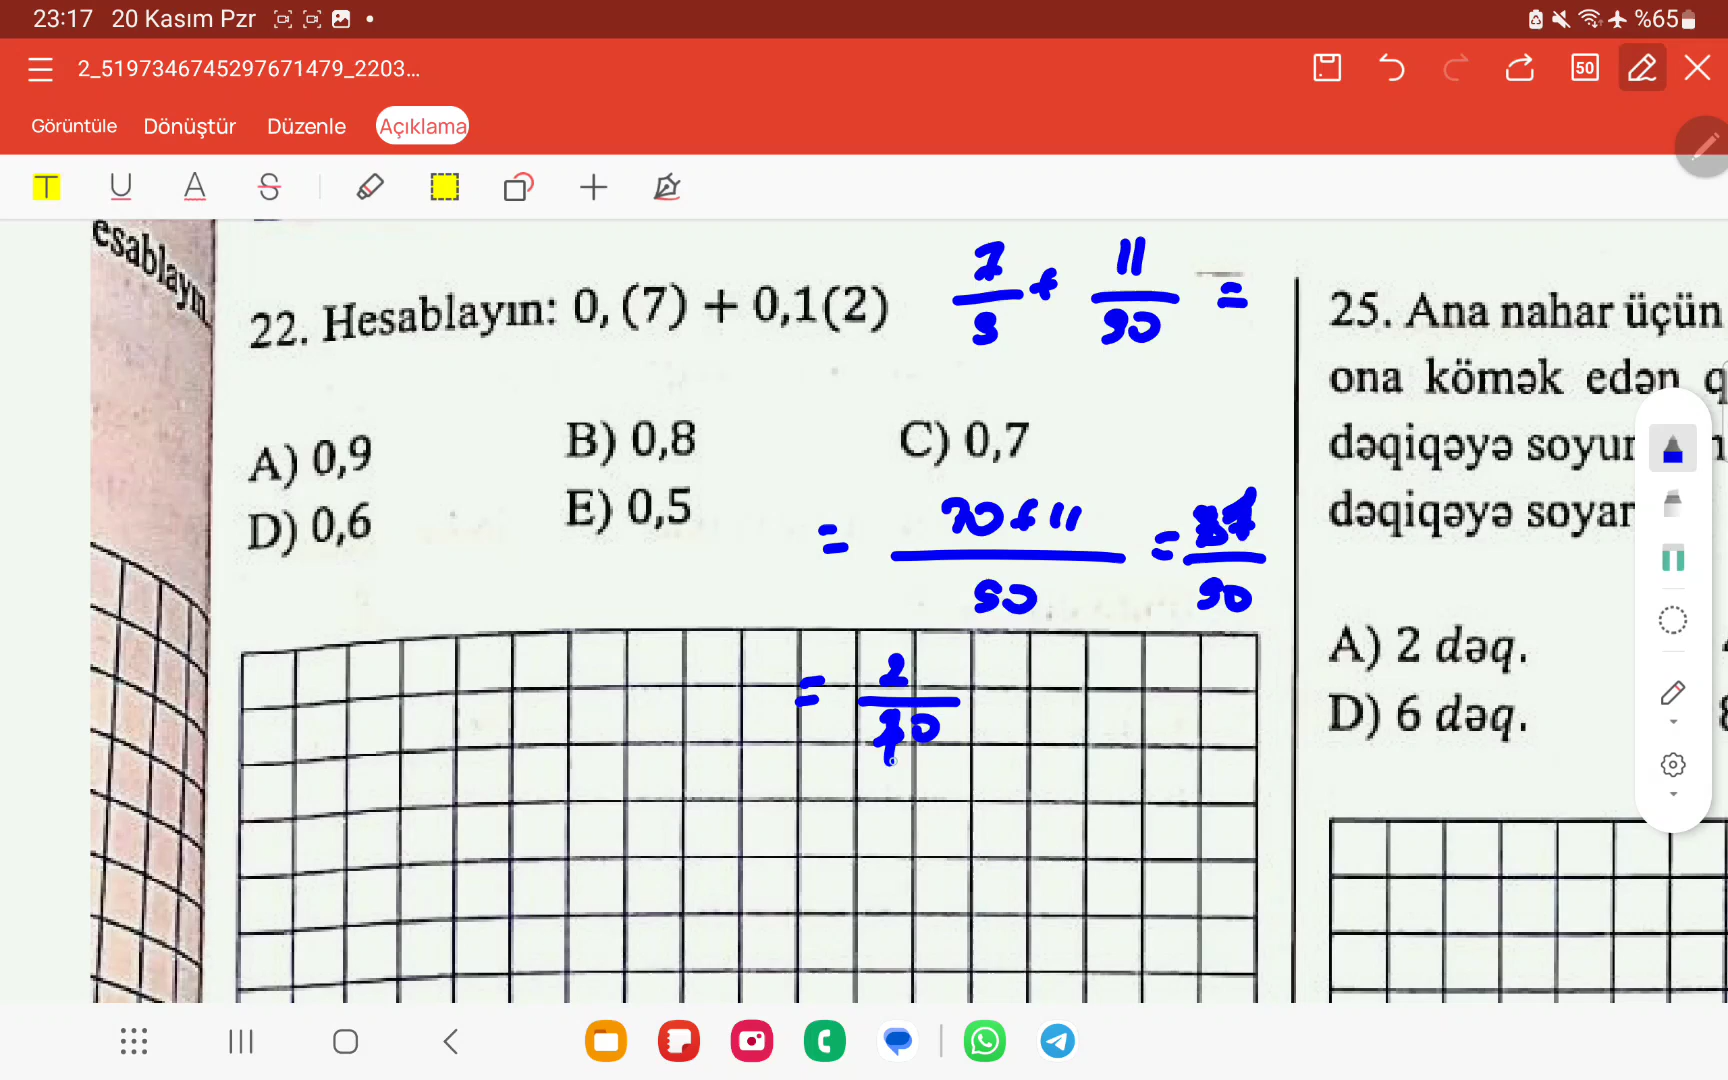 23:17 20 Kasım Pzr
%65
2_5197346745297671479_2203...
50
Görüntüle Dönüştür Düzenle Açıklama
T U A S
esablayın
22. Hesablayın: 0,(7) + 0,1(2)
7/9 + 11/90 =
A) 0,9 B) 0,8 C) 0,7
D) 0,6 E) 0,5
= 70+11/90 = 81/90
=
25. Ana nahar üçün
ona kömək edən q
dəqiqəyə soyur
dəqiqəyə soyar
A) 2 dəq.
D) 6 dəq.